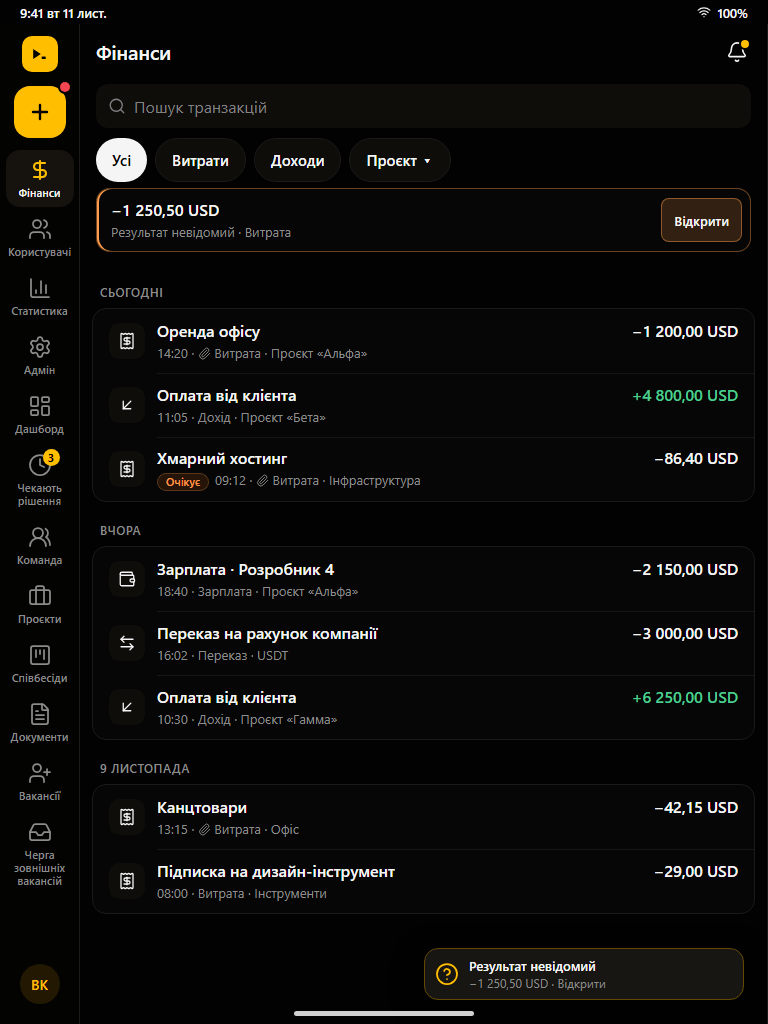 9:41 вт 11 лист.
100%
Фінанси
Пошук транзакцій
Усі
Витрати
Доходи
Проєкт
−1 250,50 USD
Результат невідомий · Витрата
Відкрити
СЬОГОДНІ
Оренда офісу
−1 200,00 USD
14:20 · Витрата · Проєкт «Альфа»
Оплата від клієнта
+4 800,00 USD
11:05 · Дохід · Проєкт «Бета»
Хмарний хостинг
−86,40 USD
Очікує 09:12 · Витрата · Інфраструктура
ВЧОРА
Зарплата · Розробник 4
−2 150,00 USD
18:40 · Зарплата · Проєкт «Альфа»
Переказ на рахунок компанії
−3 000,00 USD
16:02 · Переказ · USDT
Оплата від клієнта
+6 250,00 USD
10:30 · Дохід · Проєкт «Гамма»
9 ЛИСТОПАДА
Канцтовари
−42,15 USD
13:15 · Витрата · Офіс
Підписка на дизайн-інструмент
−29,00 USD
08:00 · Витрата · Інструменти
Результат невідомий
−1 250,50 USD · Відкрити
Фінанси
Користувачі
Статистика
Адмін
Дашборд
3
Чекають
рішення
Команда
Проєкти
Співбесіди
Документи
Вакансії
Черга
зовнішніх
вакансій
ВК